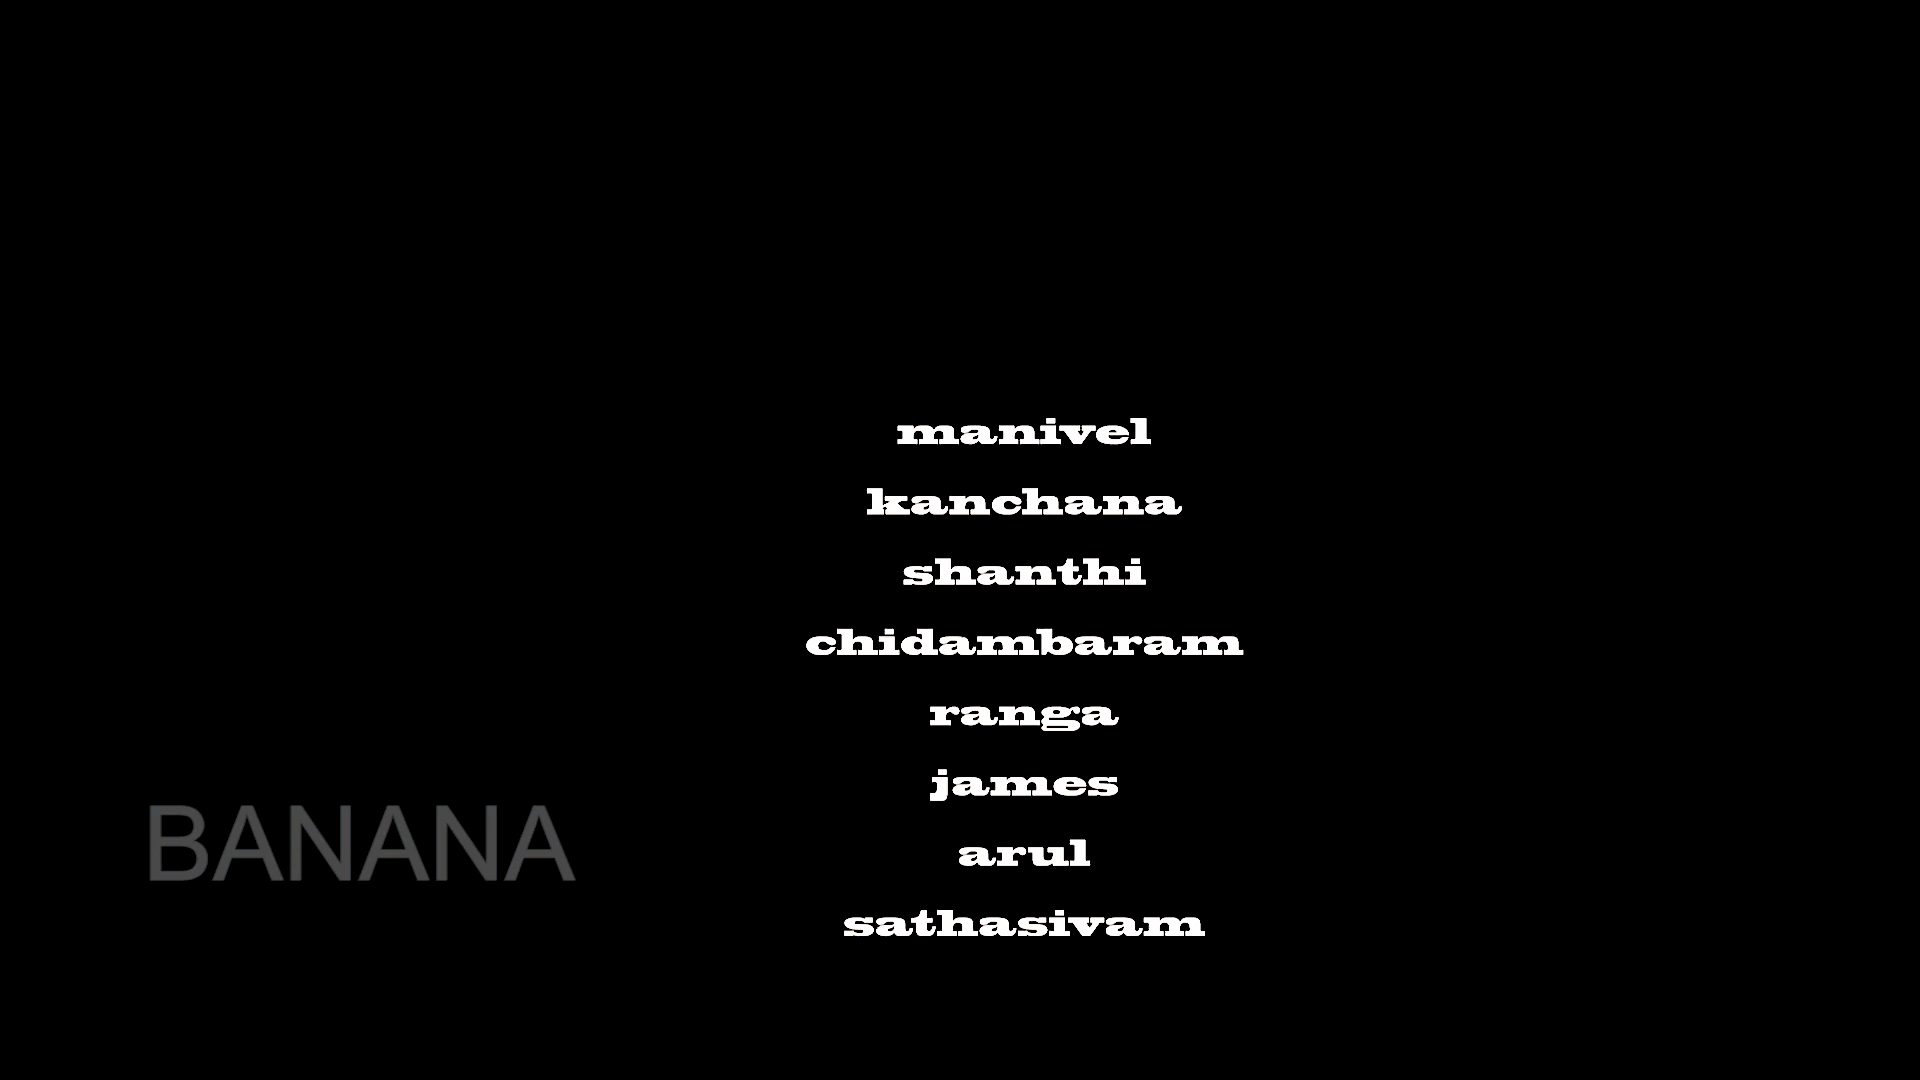 manivel
kanchana
shanthi
chidambaram
ranga
james
arul
sathasivam
BANANA